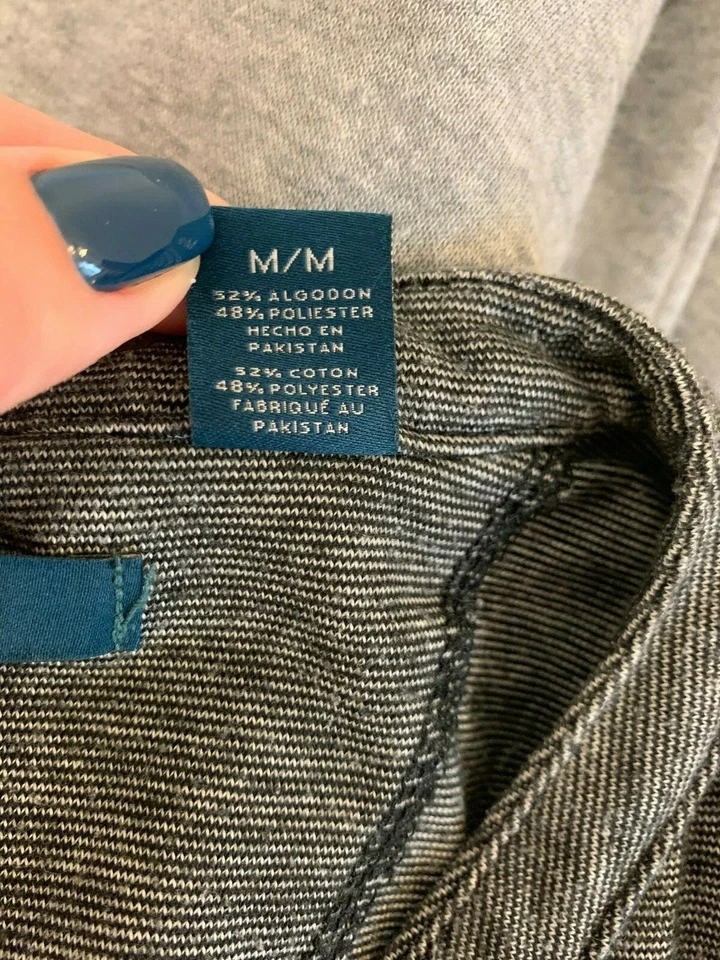 M/M
52% ALGODON
48% POLIESTER
HECHO EN
PAKISTAN
52% COTON
48% POLYESTER
FABRIQUÉ AU
PAKISTAN